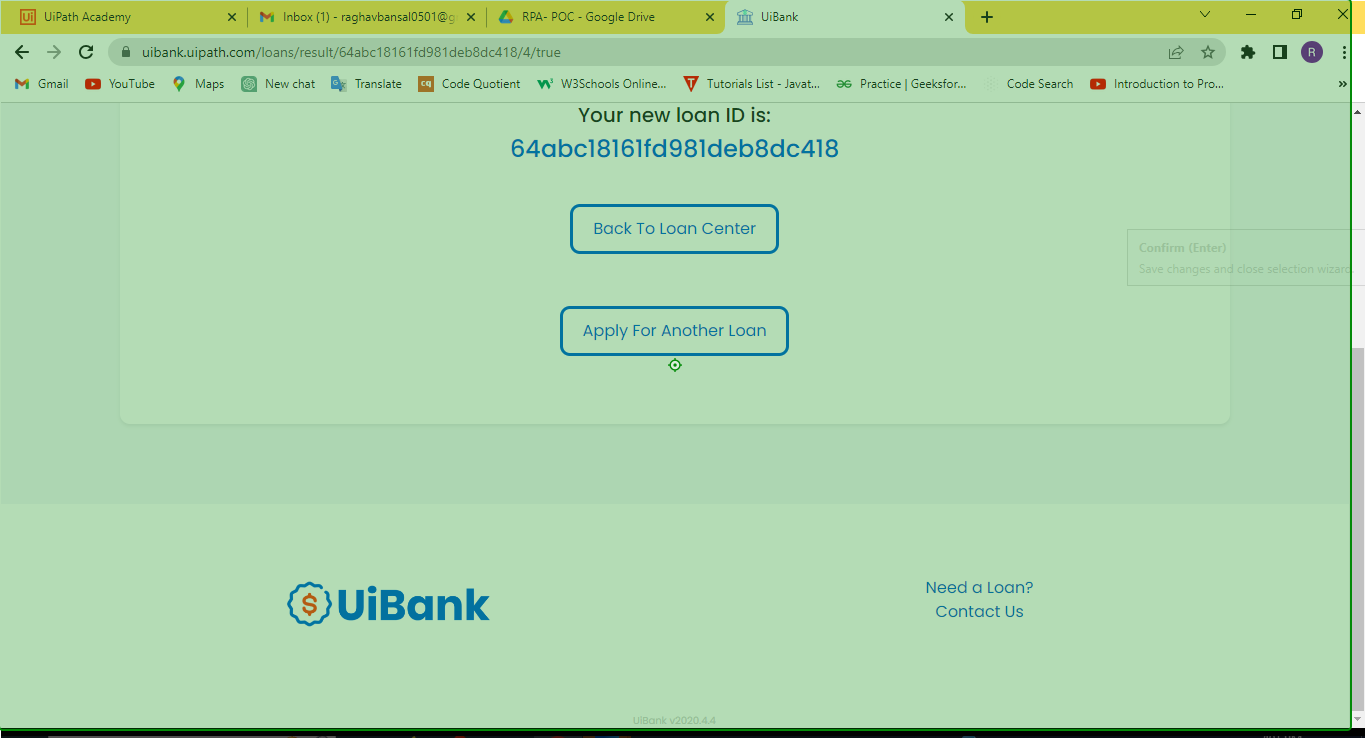 UiPath Academy
Inbox (1) - raghavbansal0501@g
RPA- POC - Google Drive
UiBank
uibank.uipath.com/loans/result/64abc18161fd981deb8dc418/4/true
R
Gmail
YouTube
Maps
New chat
Translate
CQ Code Quotient
W3Schools Online...
Tutorials List - Javat...
Practice | Geeksfor...
Code Search
Introduction to Pro...
»
Your new loan ID is:
64abc18161fd981deb8dc418
Back To Loan Center
Confirm (Enter)
Save changes and close selection wizard.
Apply For Another Loan
UiBank
Need a Loan?
Contact Us
UiBank v2020.4.4